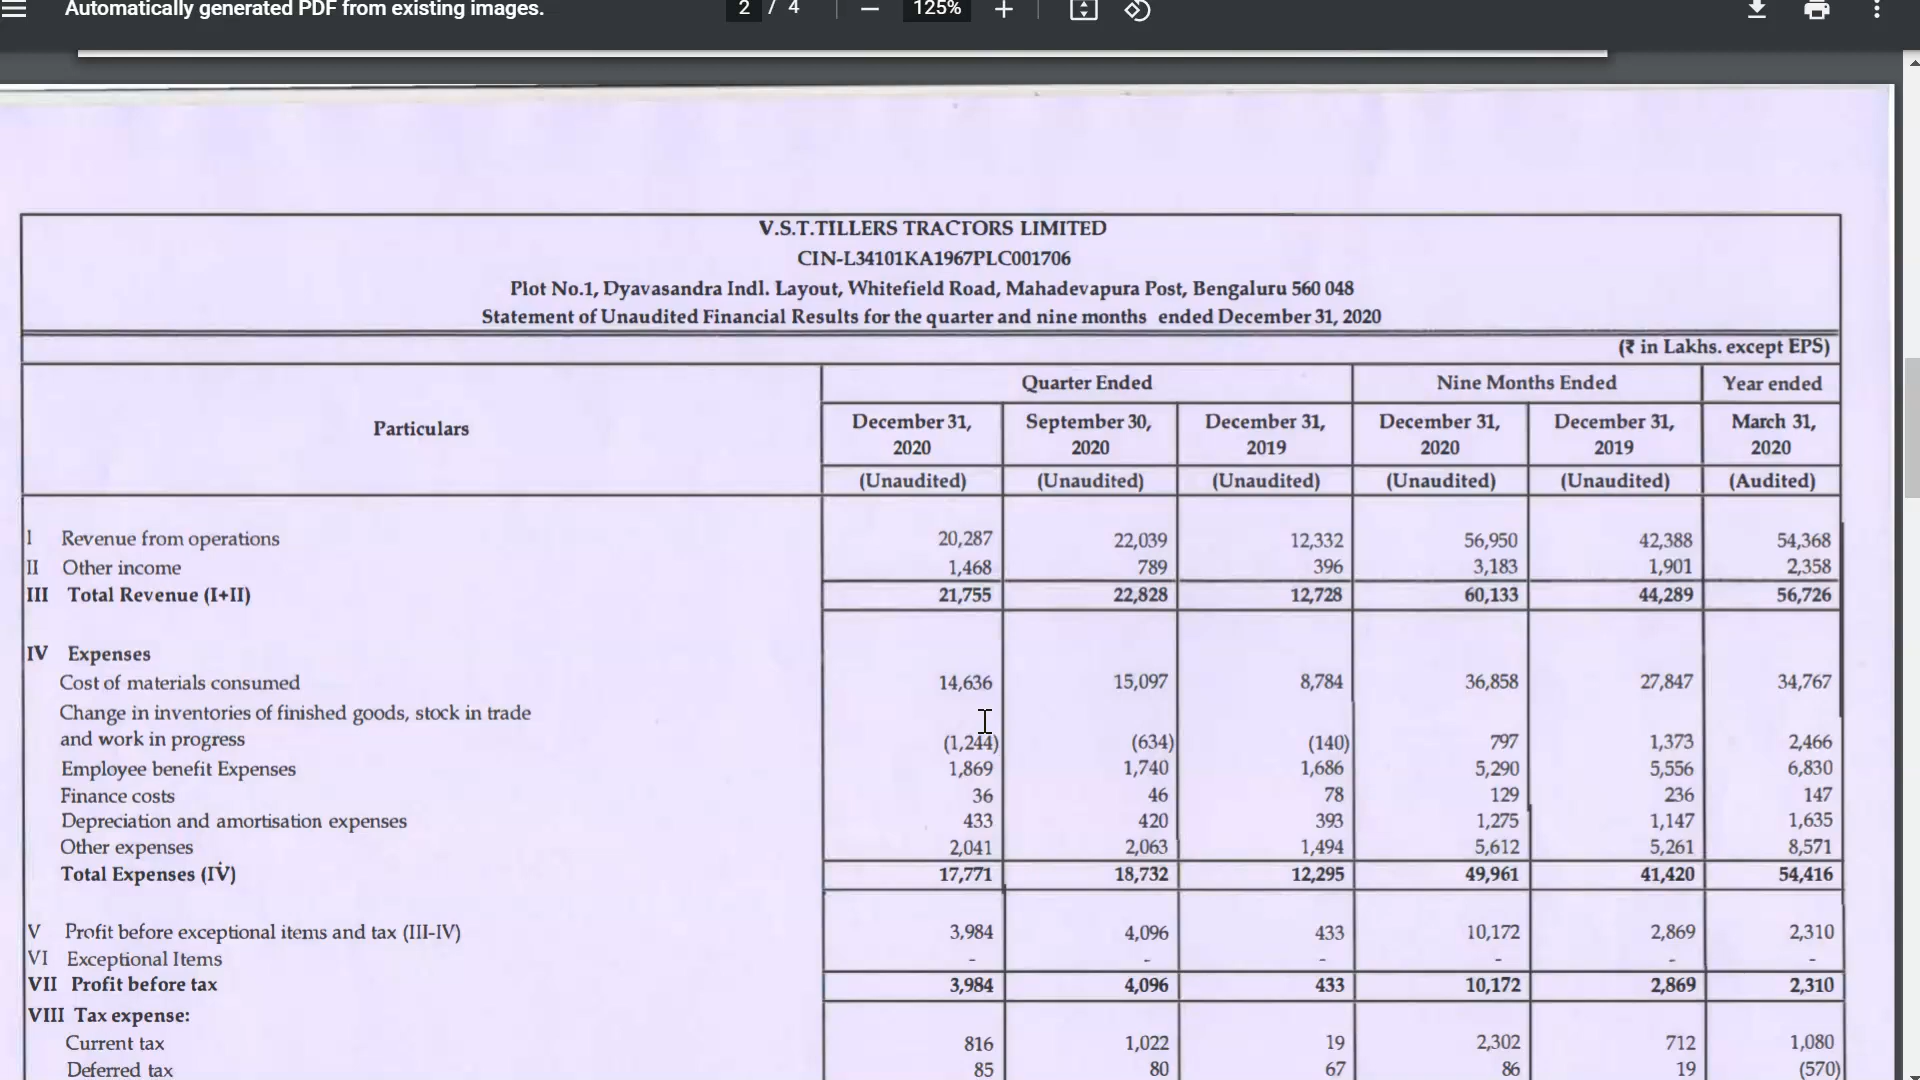 Automatically generated PDF from existing images. 2 / 4 125%
V.S.T.TILLERS TRACTORS LIMITED
CIN-L34101KA1967PLC001706
Plot No.1, Dyavasandra Indl. Layout, Whitefield Road, Mahadevapura Post, Bengaluru 560 048
Statement of Unaudited Financial Results for the quarter and nine months ended December 31, 2020
(₹ in Lakhs. except EPS)
Particulars Quarter Ended Nine Months Ended Year ended
December 31, 2020 September 30, 2020 December 31, 2019 December 31, 2020 December 31, 2019 March 31, 2020
(Unaudited) (Unaudited) (Unaudited) (Unaudited) (Unaudited) (Audited)
I Revenue from operations 20,287 22,039 12,332 56,950 42,388 54,368
II Other income 1,468 789 396 3,183 1,901 2,358
III Total Revenue (I+II) 21,755 22,828 12,728 60,133 44,289 56,726
IV Expenses
Cost of materials consumed 14,636 15,097 8,784 36,858 27,847 34,767
Change in inventories of finished goods, stock in trade
and work in progress (1,244) (634) (140) 797 1,373 2,466
Employee benefit Expenses 1,869 1,740 1,686 5,290 5,556 6,830
Finance costs 36 46 78 129 236 147
Depreciation and amortisation expenses 433 420 393 1,275 1,147 1,635
Other expenses 2,041 2,063 1,494 5,612 5,261 8,571
Total Expenses (IV) 17,771 18,732 12,295 49,961 41,420 54,416
V Profit before exceptional items and tax (III-IV) 3,984 4,096 433 10,172 2,869 2,310
VI Exceptional Items - - - - - -
VII Profit before tax 3,984 4,096 433 10,172 2,869 2,310
VIII Tax expense:
Current tax 816 1,022 19 2,302 712 1,080
Deferred tax 85 80 67 86 19 (570)